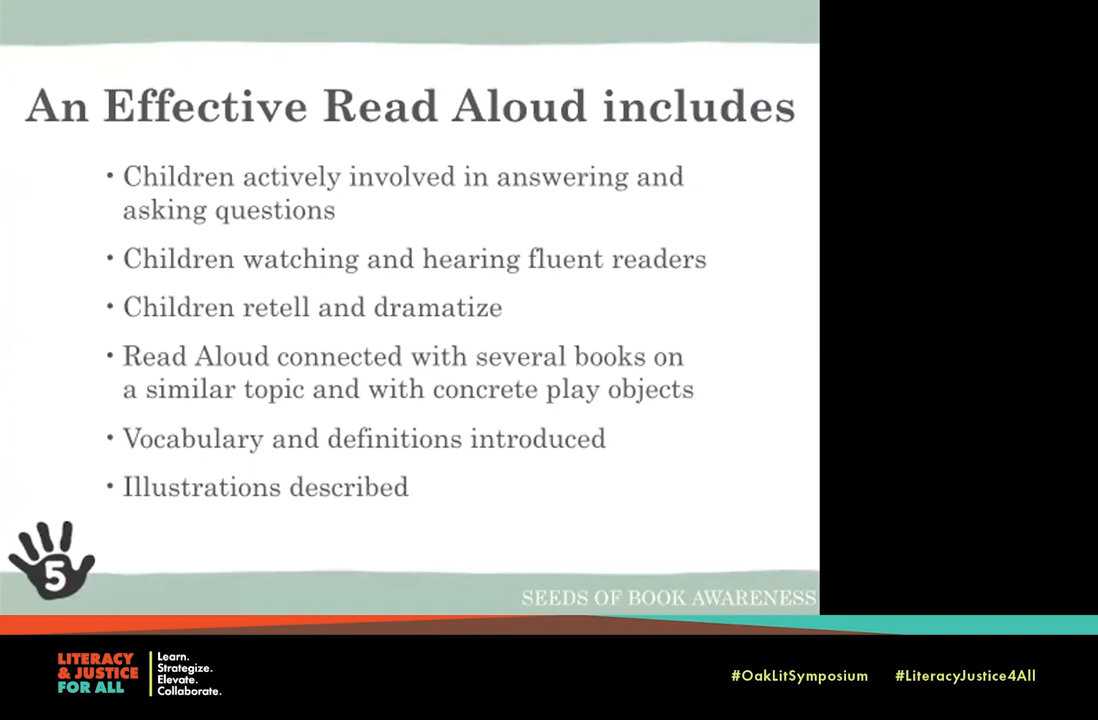 An Effective Read Aloud includes
• Children actively involved in answering and
asking questions
• Children watching and hearing fluent readers
• Children retell and dramatize
• Read Aloud connected with several books on
a similar topic and with concrete play objects
• Vocabulary and definitions introduced
• Illustrations described
5
SEEDS OF BOOK AWARENESS
LITERACY
& JUSTICE
FOR ALL
Learn.
Strategize.
Elevate.
Collaborate.
#OakLitSymposium #LiteracyJustice4All